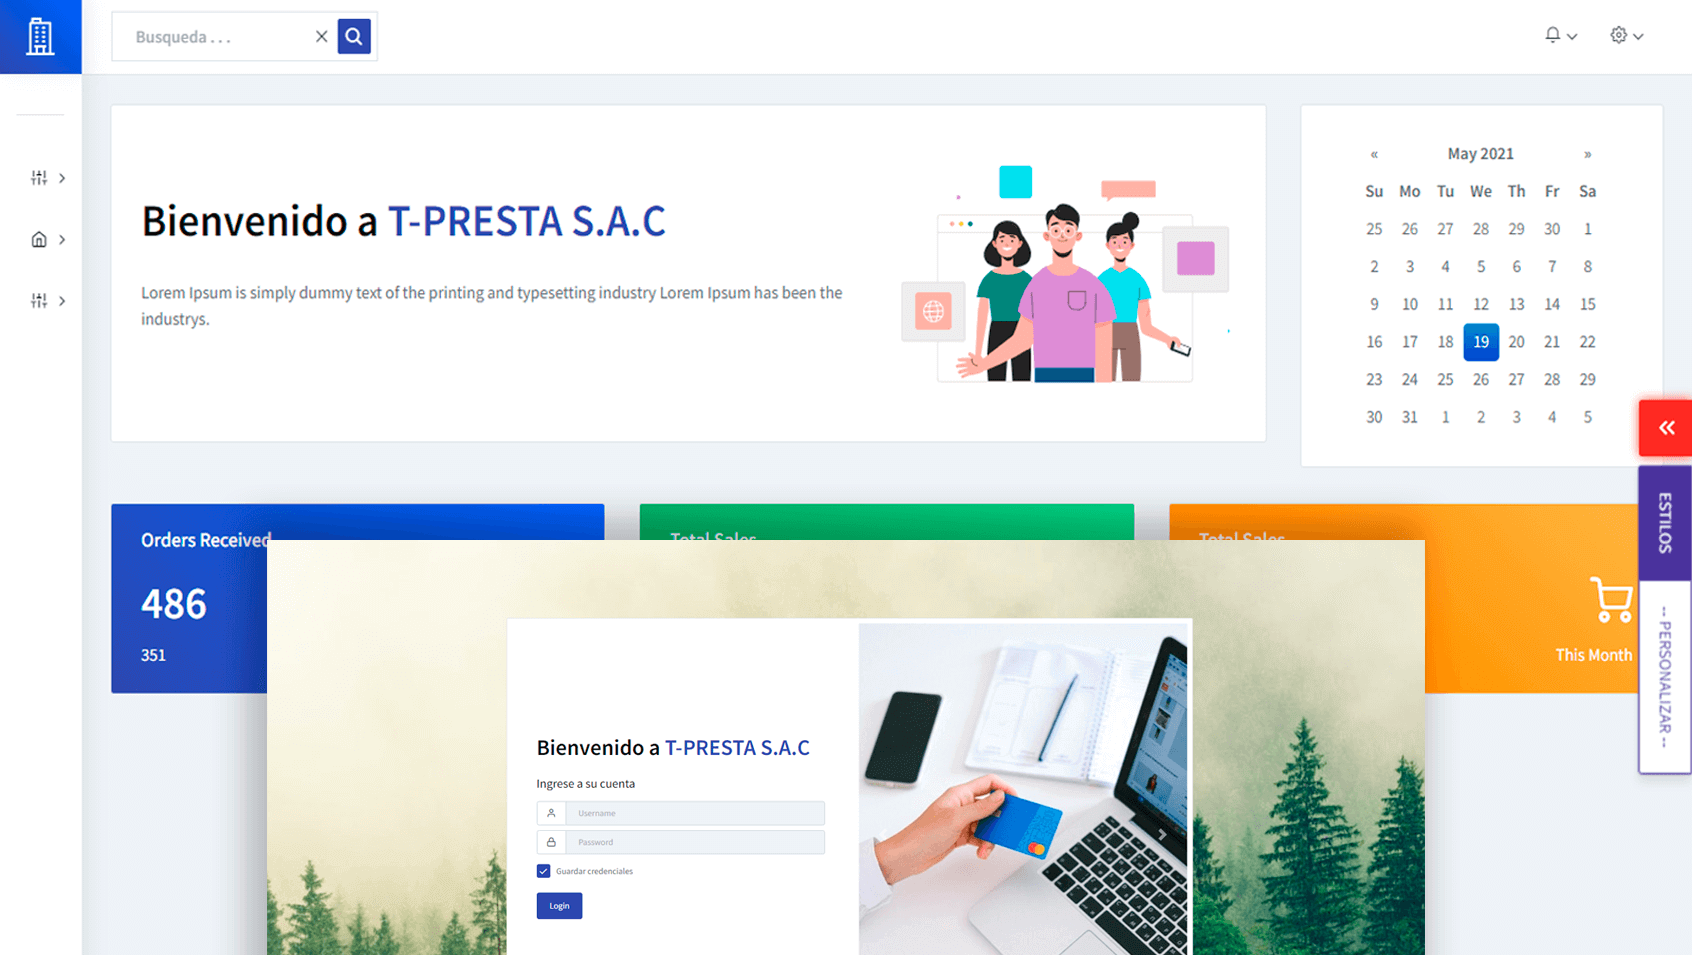 Busqueda . . .
Bienvenido a T-PRESTA S.A.C
Lorem Ipsum is simply dummy text of the printing and typesetting industry Lorem Ipsum has been the
industrys.
« May 2021 »
Su Mo Tu We Th Fr Sa
25 26 27 28 29 30 1
2 3 4 5 6 7 8
9 10 11 12 13 14 15
16 17 18 19 20 21 22
23 24 25 26 27 28 29
30 31 1 2 3 4 5
ESTILOS
-- PERSONALIZAR --
Orders Received
486
351
Total Sales
Total Sales
This Month
Bienvenido a T-PRESTA S.A.C
Ingrese a su cuenta
Username
Password
Guardar credenciales
Login